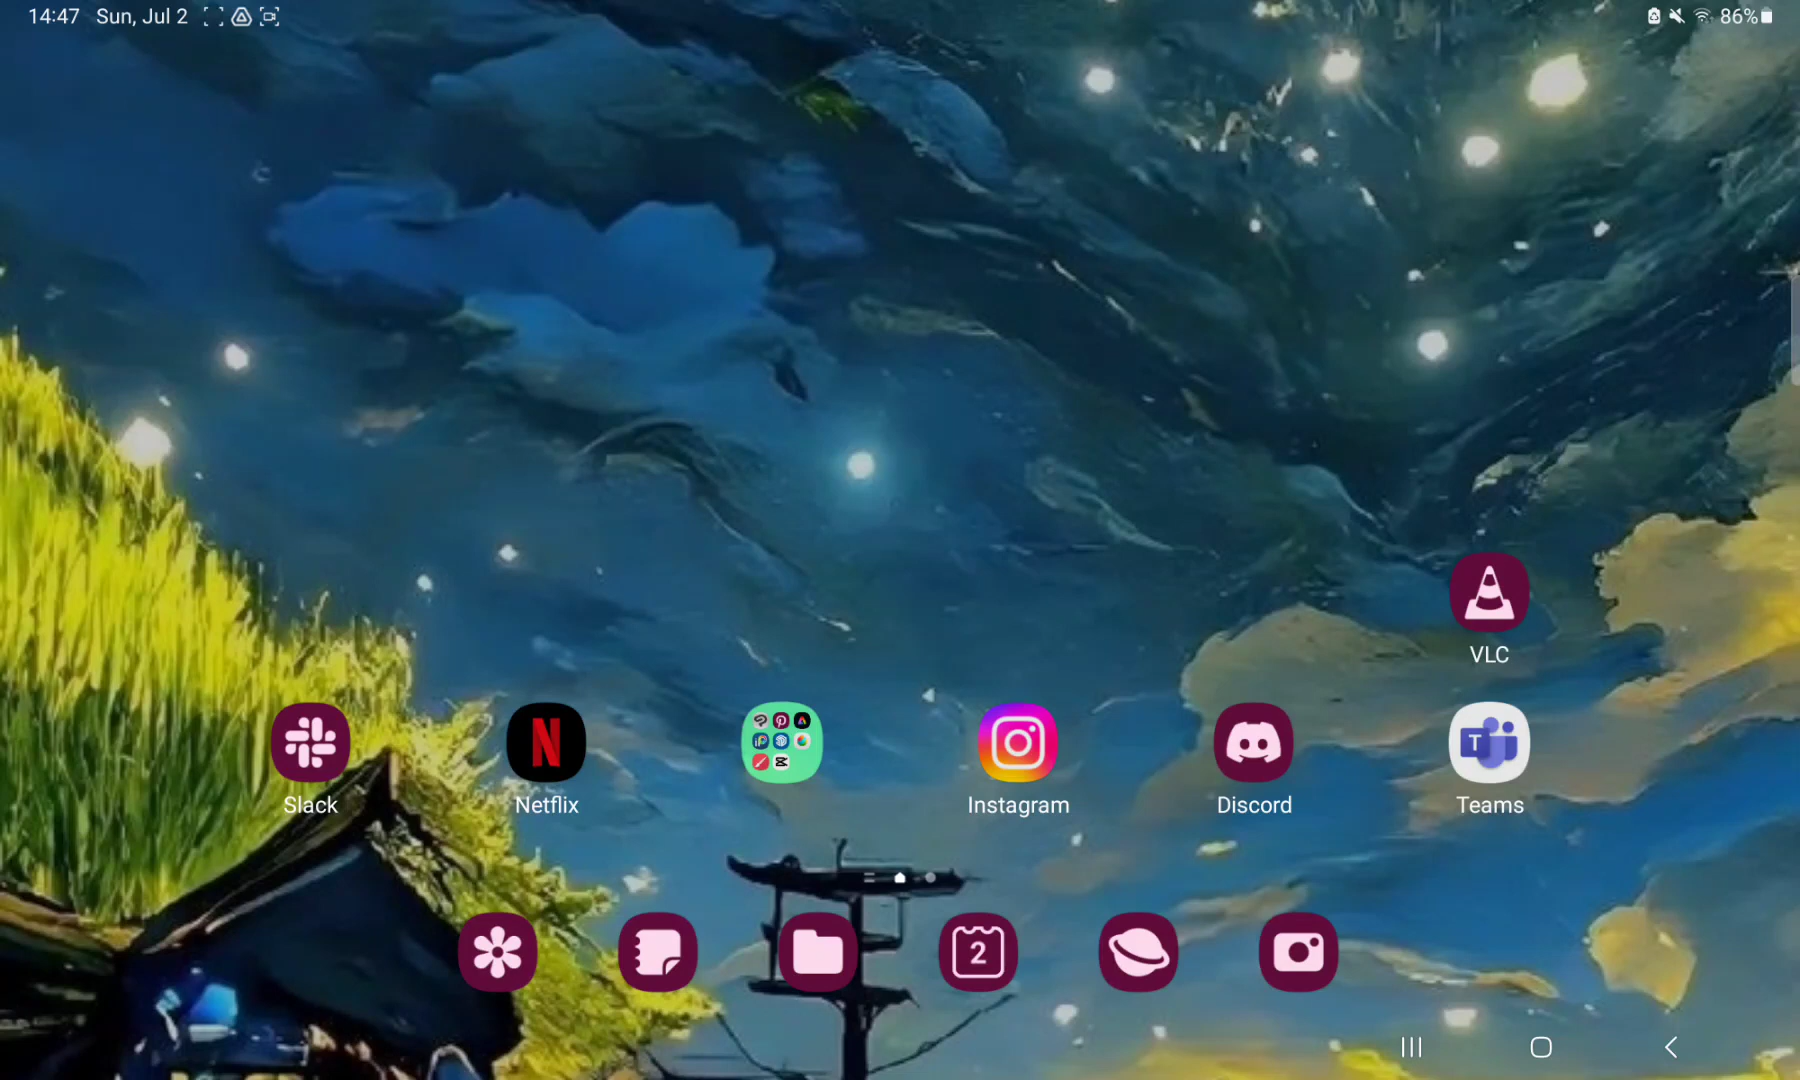 14:47 Sun, Jul 2
86%
VLC
N
T
Slack
Netflix
Instagram
Discord
Teams
2